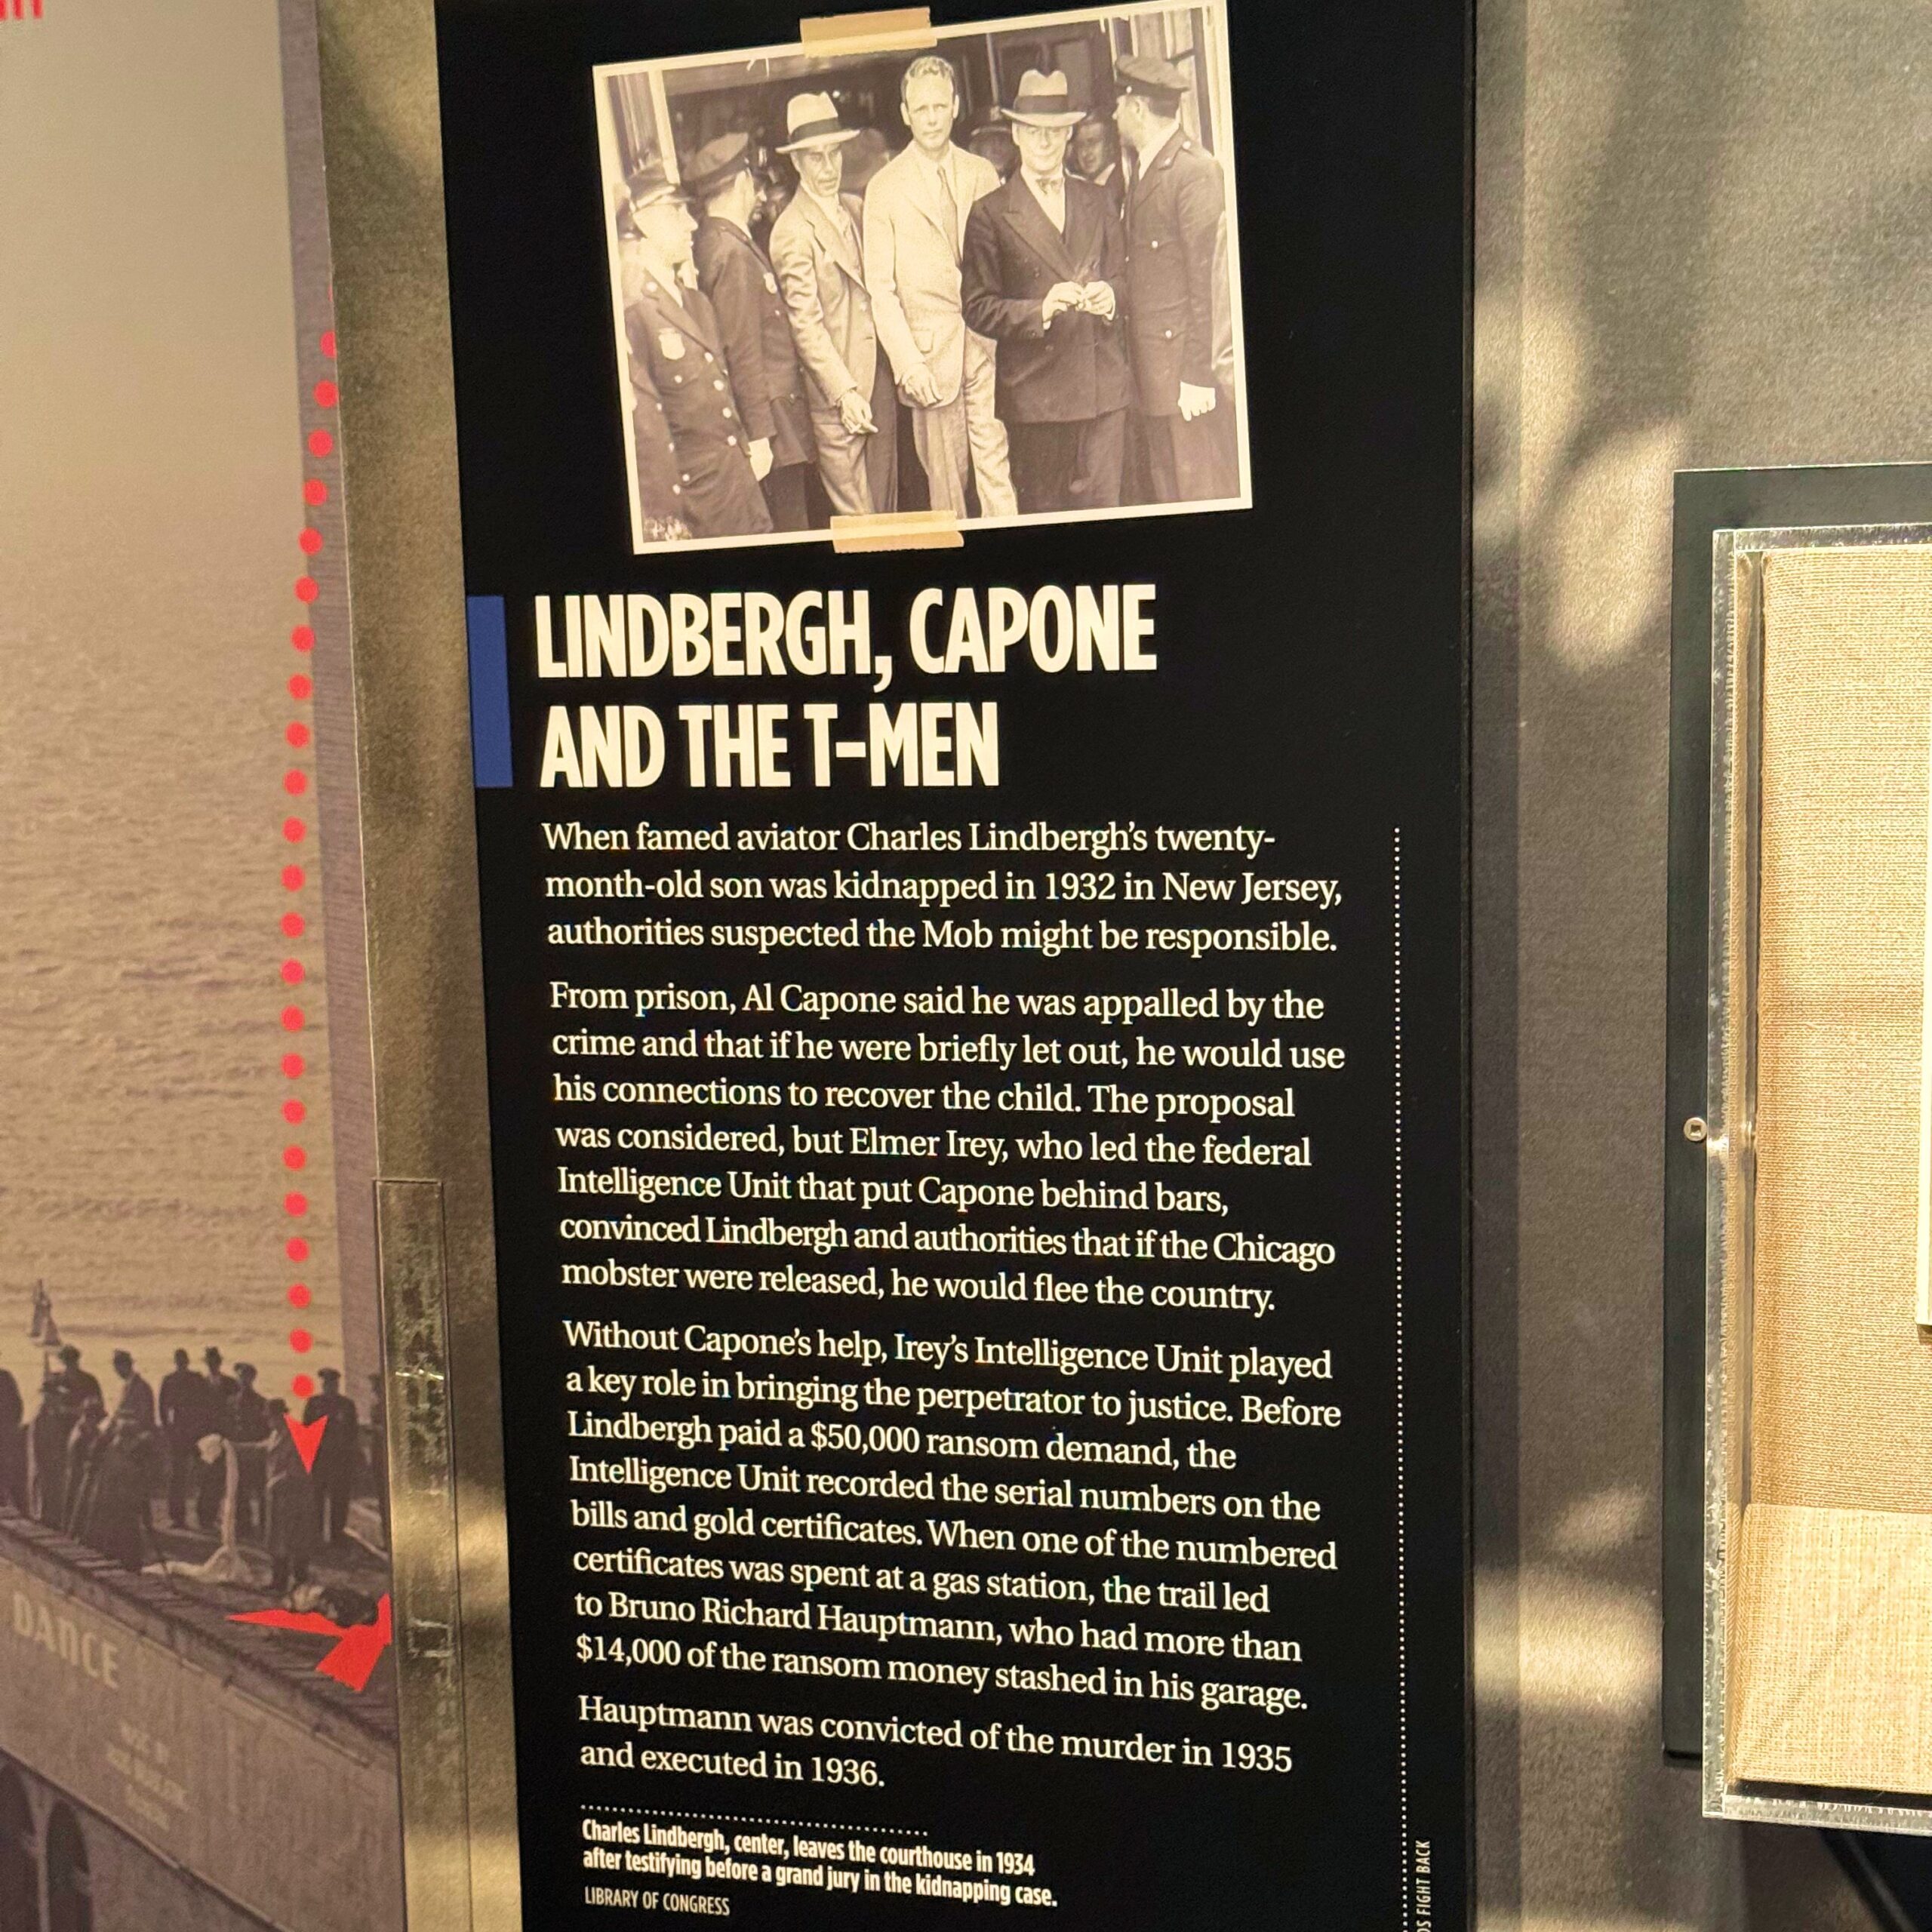 LINDBERGH, CAPONE
AND THE T-MEN
When famed aviator Charles Lindbergh's twenty-
month-old son was kidnapped in 1932 in New Jersey,
authorities suspected the Mob might be responsible.
From prison, Al Capone said he was appalled by the
crime and that if he were briefly let out, he would use
his connections to recover the child. The proposal
was considered, but Elmer Irey, who led the federal
Intelligence Unit that put Capone behind bars,
convinced Lindbergh and authorities that if the Chicago
mobster were released, he would flee the country.
Without Capone's help, Irey's Intelligence Unit played
a key role in bringing the perpetrator to justice. Before
Lindbergh paid a $50,000 ransom demand, the
Intelligence Unit recorded the serial numbers on the
bills and gold certificates. When one of the numbered
certificates was spent at a gas station, the trail led
to Bruno Richard Hauptmann, who had more than
$14,000 of the ransom money stashed in his garage.
Hauptmann was convicted of the murder in 1935
and executed in 1936.
Charles Lindbergh, center, leaves the courthouse in 1934
after testifying before a grand jury in the kidnapping case.
LIBRARY OF CONGRESS
FIGHT BACK
DANCE